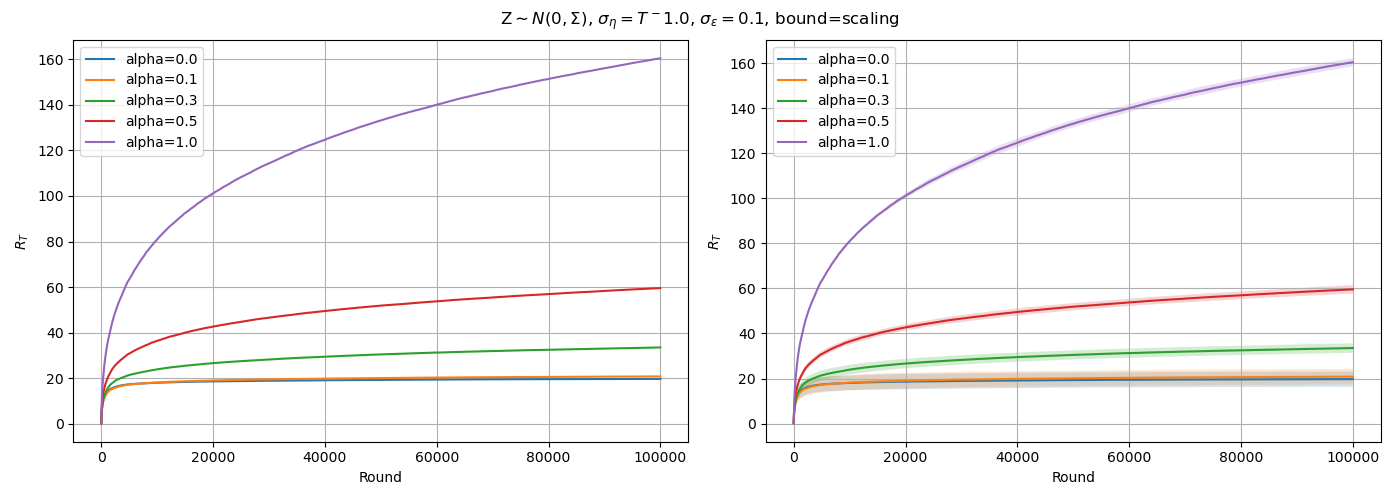 Z ~ N(0, Σ), σ_η = T⁻1.0, σ_ε = 0.1, bound=scaling
alpha=0.0
alpha=0.1
alpha=0.3
alpha=0.5
alpha=1.0
160
140
120
100
80
60
40
20
0
R_T
0 20000 40000 60000 80000 100000
Round
alpha=0.0
alpha=0.1
alpha=0.3
alpha=0.5
alpha=1.0
160
140
120
100
80
60
40
20
0
R_T
0 20000 40000 60000 80000 100000
Round